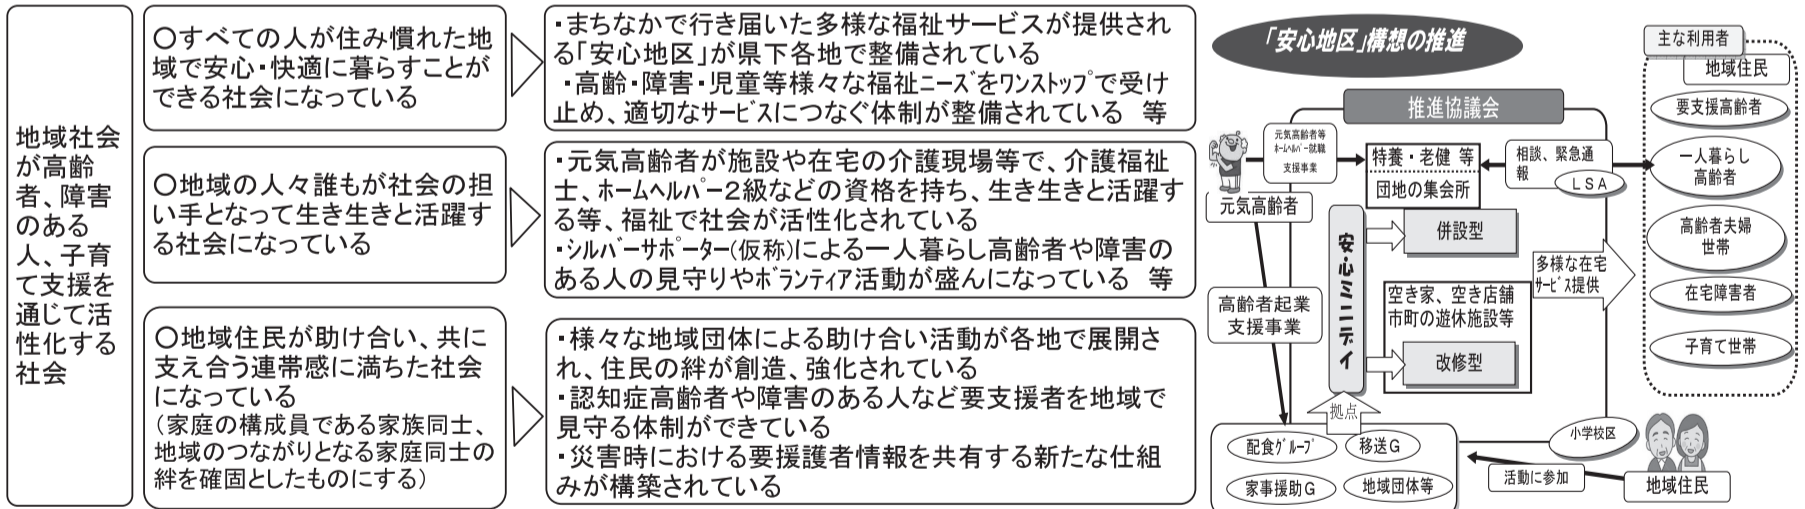 地域社会
が高齢
者、障害
のある
人、子育
て支援を
通じて活
性化する
社会
○すべての人が住み慣れた地
域で安心・快適に暮らすことが
できる社会になっている
・まちなかで行き届いた多様な福祉サービスが提供され
る「安心地区」が県下各地で整備されている
・高齢・障害・児童等様々な福祉ニーズをワンストップで受け
止め、適切なサービスにつなぐ体制が整備されている 等
○地域の人々誰もが社会の担
い手となって生き生きと活躍す
る社会になっている
・元気高齢者が施設や在宅の介護現場等で、介護福祉
士、ホームヘルパー2級などの資格を持ち、生き生きと活躍す
る等、福祉で社会が活性化されている
・シルバーサポーター(仮称)による一人暮らし高齢者や障害の
ある人の見守りやボランティア活動が盛んになっている 等
○地域住民が助け合い、共に
支え合う連帯感に満ちた社会
になっている
(家庭の構成員である家族同士、
地域のつながりとなる家庭同士の
絆を確固としたものにする)
・様々な地域団体による助け合い活動が各地で展開さ
れ、住民の絆が創造、強化されている
・認知症高齢者や障害のある人など要支援者を地域で
見守る体制ができている
・災害時における要援護者情報を共有する新たな仕組
みが構築されている
「安心地区」構想の推進
推進協議会
元気高齢者等
ホームヘルパー就職
支援事業
元気高齢者
特養・老健 等
団地の集会所
相談、緊急通
報
LSA
安・心ミニデイ
併設型
空き家、空き店舗
市町の遊休施設等
改修型
多様な在宅
サービス提供
高齢者起業
支援事業
拠点
配食グループ
移送G
家事援助G
地域団体等
小学校区
活動に参加
地域住民
主な利用者
地域住民
要支援高齢者
一人暮らし
高齢者
高齢者夫婦
世帯
在宅障害者
子育て世帯